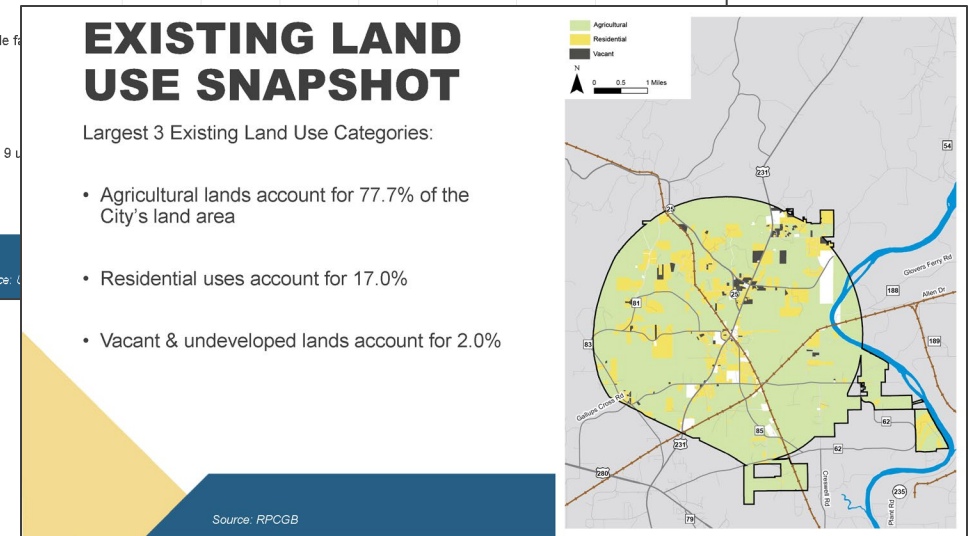 EXISTING LAND
USE SNAPSHOT
Largest 3 Existing Land Use Categories:
• Agricultural lands account for 77.7% of the
City's land area
• Residential uses account for 17.0%
• Vacant & undeveloped lands account for 2.0%
Source: RPCGB
Agricultural
Residential
Vacant
N
0 0.5 1 Miles
54
231
25
Glovers Ferry Rd
188
Allen Dr
25
81
83
189
Gallups Cross Rd
85
62
231
62
280
Creswell Rd
235
Plant Rd
79
9 u